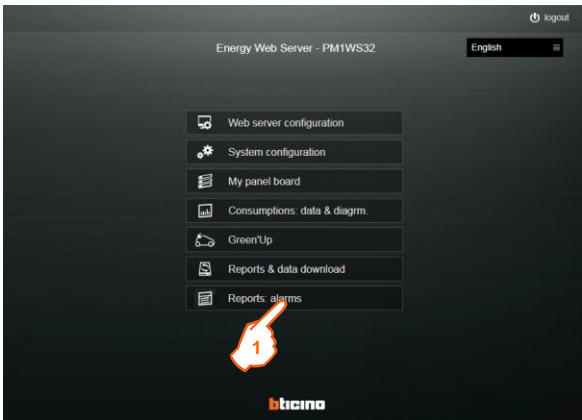 logout
Energy Web Server - PM1WS32
English
Web server configuration
System configuration
My panel board
Consumptions: data & diagrm.
Green'Up
Reports & data download
Reports: alarms
1
bticino